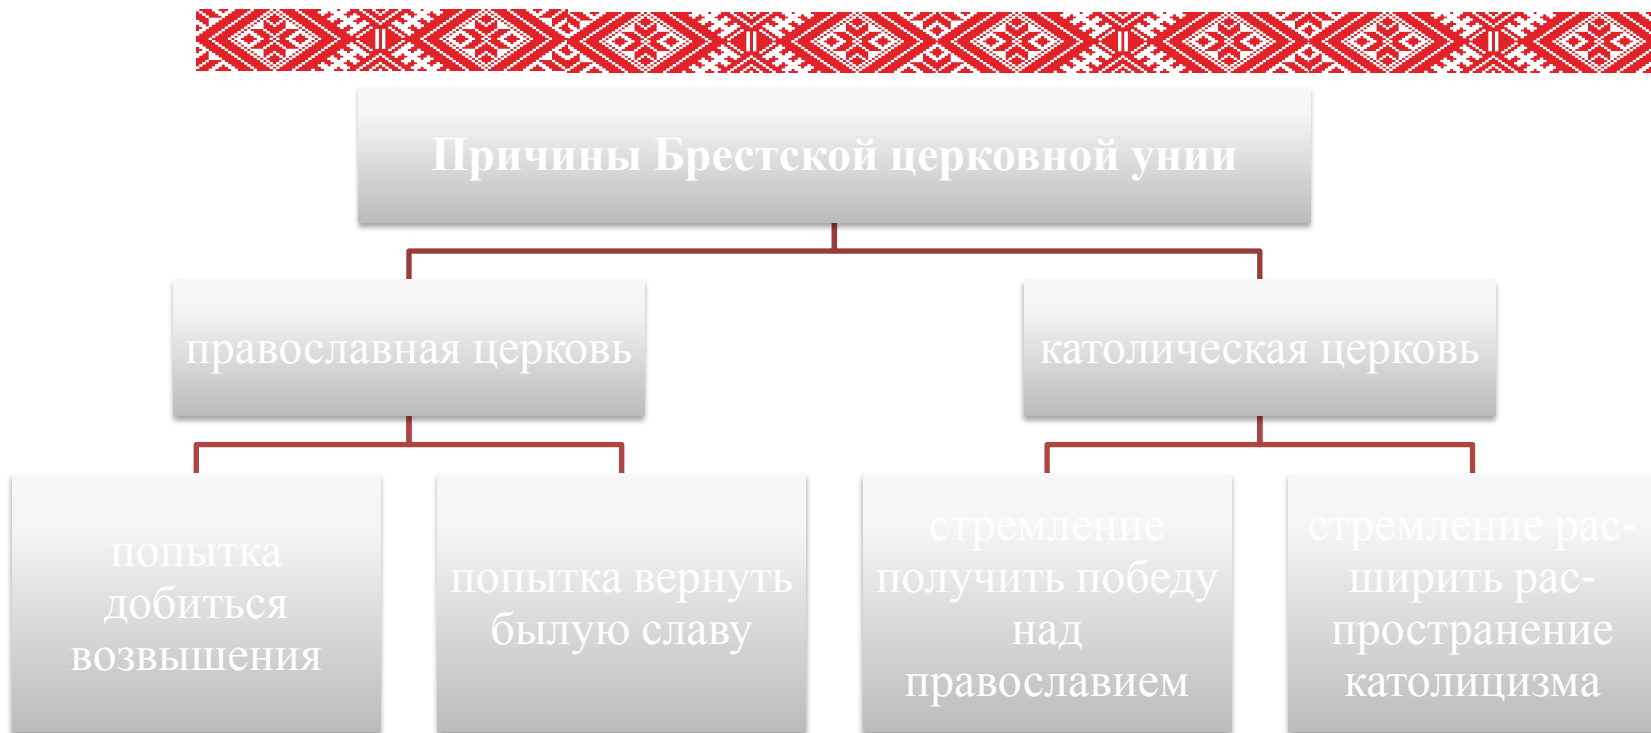 Причины Брестской церковной унии
православная церковь
католическая церковь
попытка
добиться
возвышения
попытка вернуть
былую славу
стремление
получить победу
над
православием
стремление рас-
ширить рас-
пространение
католицизма